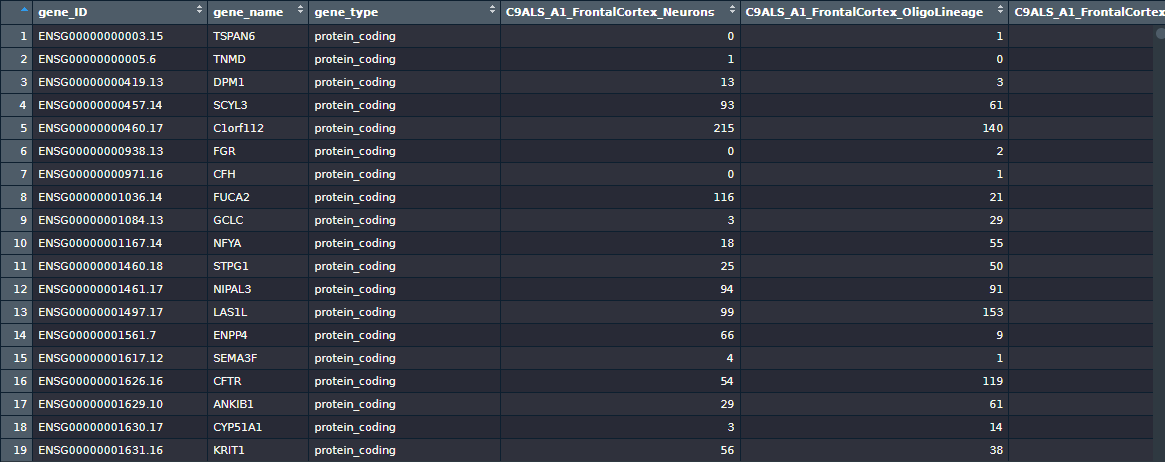 gene_ID gene_name gene_type C9ALS_A1_FrontalCortex_Neurons C9ALS_A1_FrontalCortex_OligoLineage C9ALS_A1_FrontalCortex
1 ENSG00000000003.15 TSPAN6 protein_coding 0 1
2 ENSG00000000005.6 TNMD protein_coding 1 0
3 ENSG00000000419.13 DPM1 protein_coding 13 3
4 ENSG00000000457.14 SCYL3 protein_coding 93 61
5 ENSG00000000460.17 C1orf112 protein_coding 215 140
6 ENSG00000000938.13 FGR protein_coding 0 2
7 ENSG00000000971.16 CFH protein_coding 0 1
8 ENSG00000001036.14 FUCA2 protein_coding 116 21
9 ENSG00000001084.13 GCLC protein_coding 3 29
10 ENSG00000001167.14 NFYA protein_coding 18 55
11 ENSG00000001460.18 STPG1 protein_coding 25 50
12 ENSG00000001461.17 NIPAL3 protein_coding 94 91
13 ENSG00000001497.17 LAS1L protein_coding 99 153
14 ENSG00000001561.7 ENPP4 protein_coding 66 9
15 ENSG00000001617.12 SEMA3F protein_coding 4 1
16 ENSG00000001626.16 CFTR protein_coding 54 119
17 ENSG00000001629.10 ANKIB1 protein_coding 29 61
18 ENSG00000001630.17 CYP51A1 protein_coding 3 14
19 ENSG00000001631.16 KRIT1 protein_coding 56 38